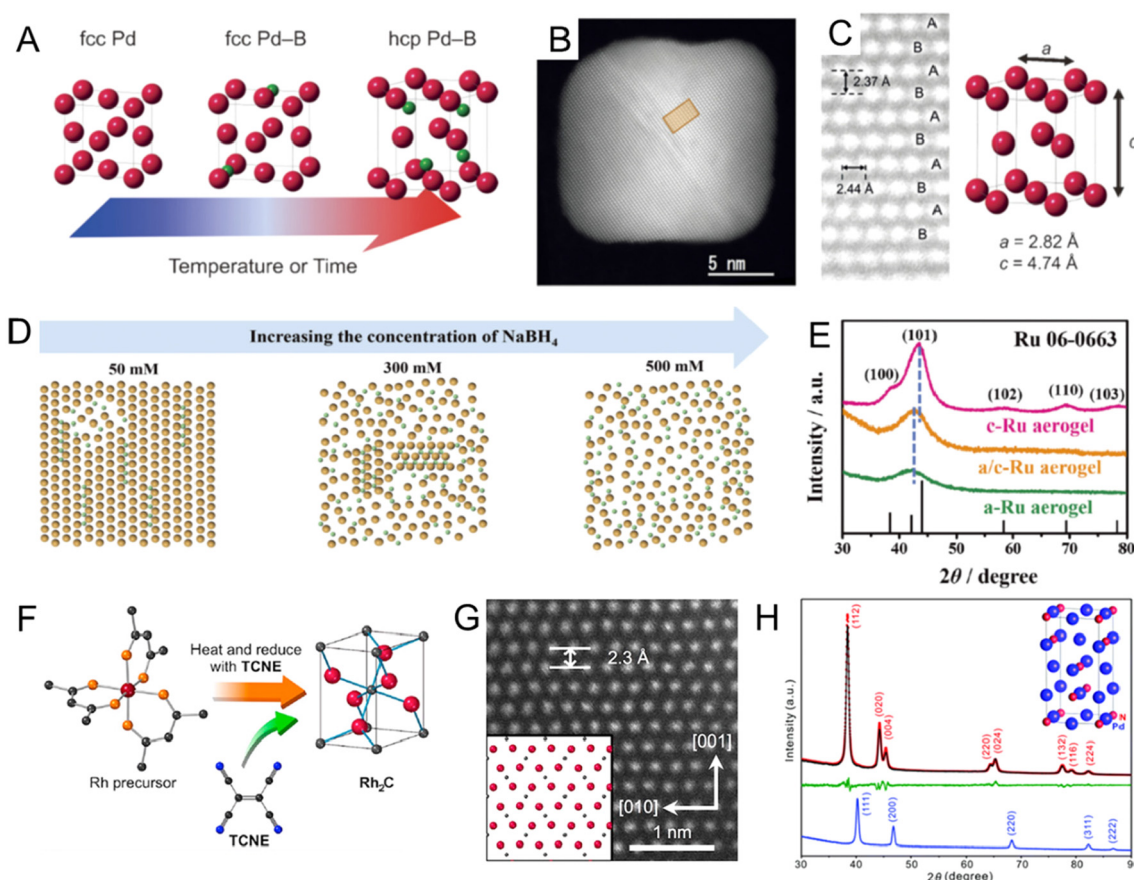 A
fcc Pd
fcc Pd–B
hcp Pd–B
Temperature or Time
B
5 nm
C
A
B
A
B
A
B
A
B
A
B
2.37 Å
2.44 Å
a
c
a = 2.82 Å
c = 4.74 Å
D
Increasing the concentration of NaBH₄
50 mM
300 mM
500 mM
E
Ru 06-0663
(100)
(101)
(102)
(110)
(103)
c-Ru aerogel
a/c-Ru aerogel
a-Ru aerogel
Intensity / a.u.
30 40 50 60 70 80
2θ / degree
F
Rh precursor
Heat and reduce
with TCNE
TCNE
Rh₂C
G
2.3 Å
[001]
[010]
1 nm
H
Intensity (a.u.)
(112)
(020)
(004)
(220)
(024)
(132)
(116)
(224)
N
Pd
(111)
(200)
(220)
(311)
(222)
30 40 50 60 70 80 9
2θ (degree)